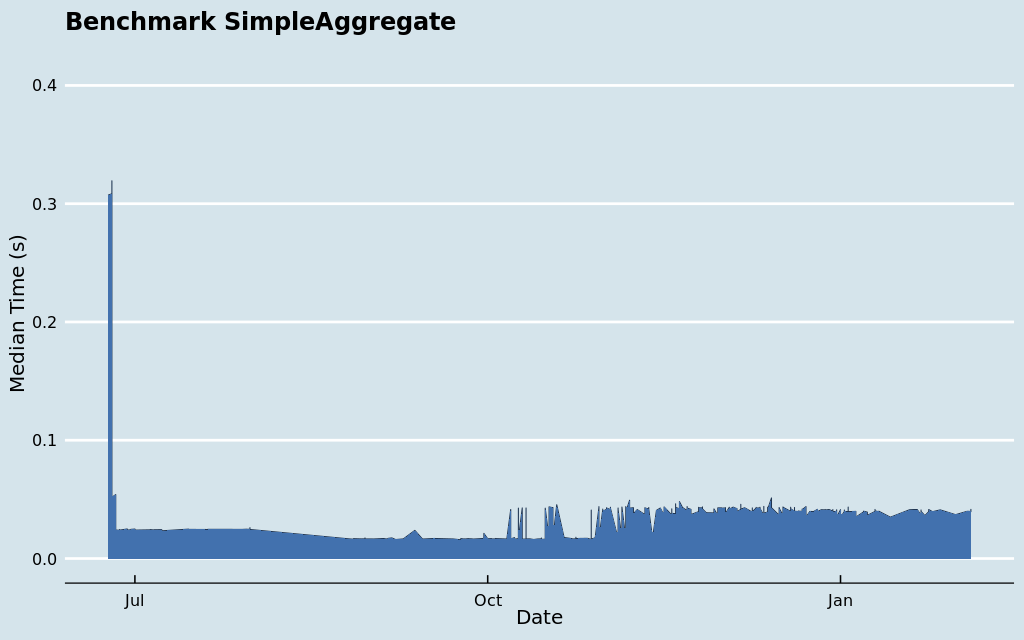 Benchmark SimpleAggregate
0.4
0.3
0.2
0.1
0.0
Median Time (s)
Jul
Oct
Jan
Date